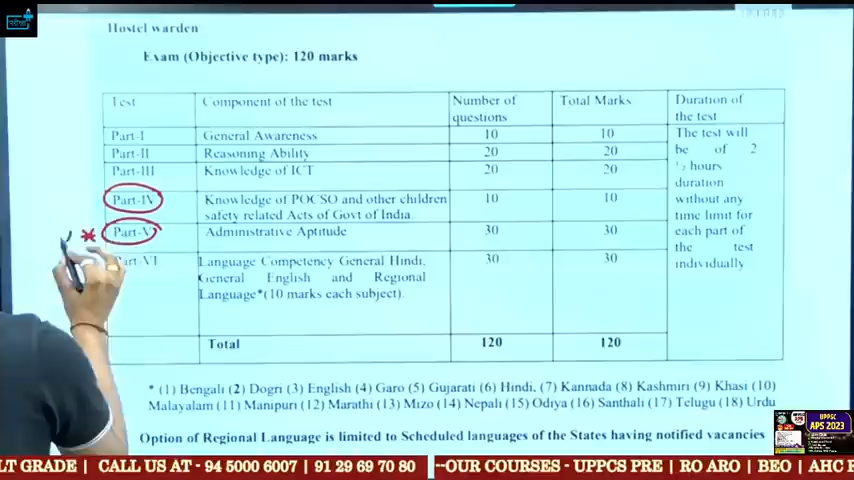 Hostel warden
Exam (Objective type): 120 marks
Test Component of the test Number of questions Total Marks Duration of the test
Part-I General Awareness 10 10
Part-II Reasoning Ability 20 20
Part-III Knowledge of ICT 20 20
Part-IV Knowledge of POCSO and other children safety related Acts of Govt of India. 10 10
Part-V Administrative Aptitude 30 30
Part-VI Language Competency General Hindi, General English and Regional Language*(10 marks each subject). 30 30
The test will be of 2 ½ hours duration without any time limit for each part of the test individually
Total 120 120
* (1) Bengali (2) Dogri (3) English (4) Garo (5) Gujarati (6) Hindi, (7) Kannada (8) Kashmiri (9) Khasi (10)
Malayalam (11) Manipuri (12) Marathi (13) Mizo (14) Nepali (15) Odiya (16) Santhali (17) Telugu (18) Urdu
Option of Regional Language is limited to Scheduled languages of the States having notified vacancies
UPPSC
APS 2023
LT GRADE | CALL US AT - 94 5000 6007 | 91 29 69 70 80 --OUR COURSES - UPPCS PRE | RO ARO | BEO | AHC